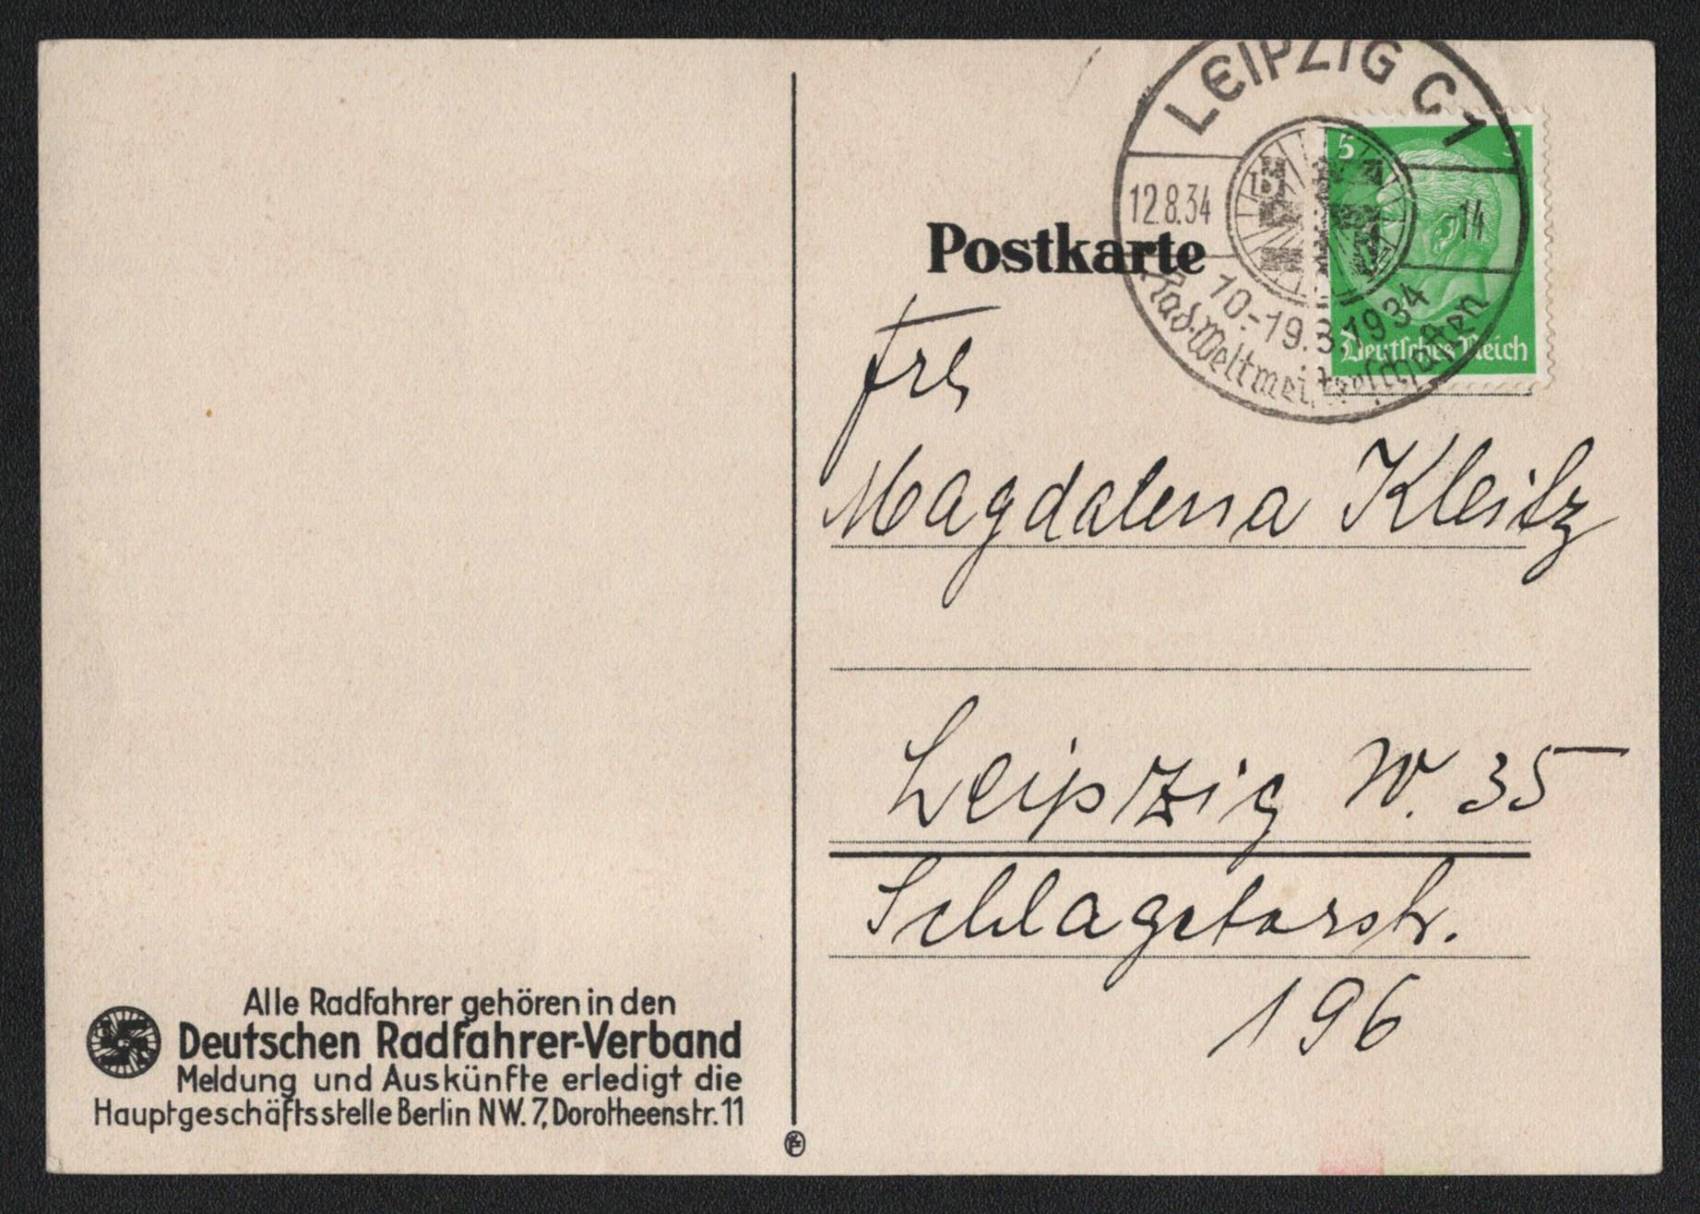 LEIPZIG C 1
12.8.34
14
10.-19.8.1934
Rad-Weltmeisterschaften
5
5
Deutsches Reich
Postkarte
Frl
Magdalena Kleitz
Leipzig W. 35
Schlageterstr.
196
Alle Radfahrer gehören in den
Deutschen Radfahrer-Verband
Meldung und Auskünfte erledigt die
Hauptgeschäftsstelle Berlin NW. 7, Dorotheenstr. 11